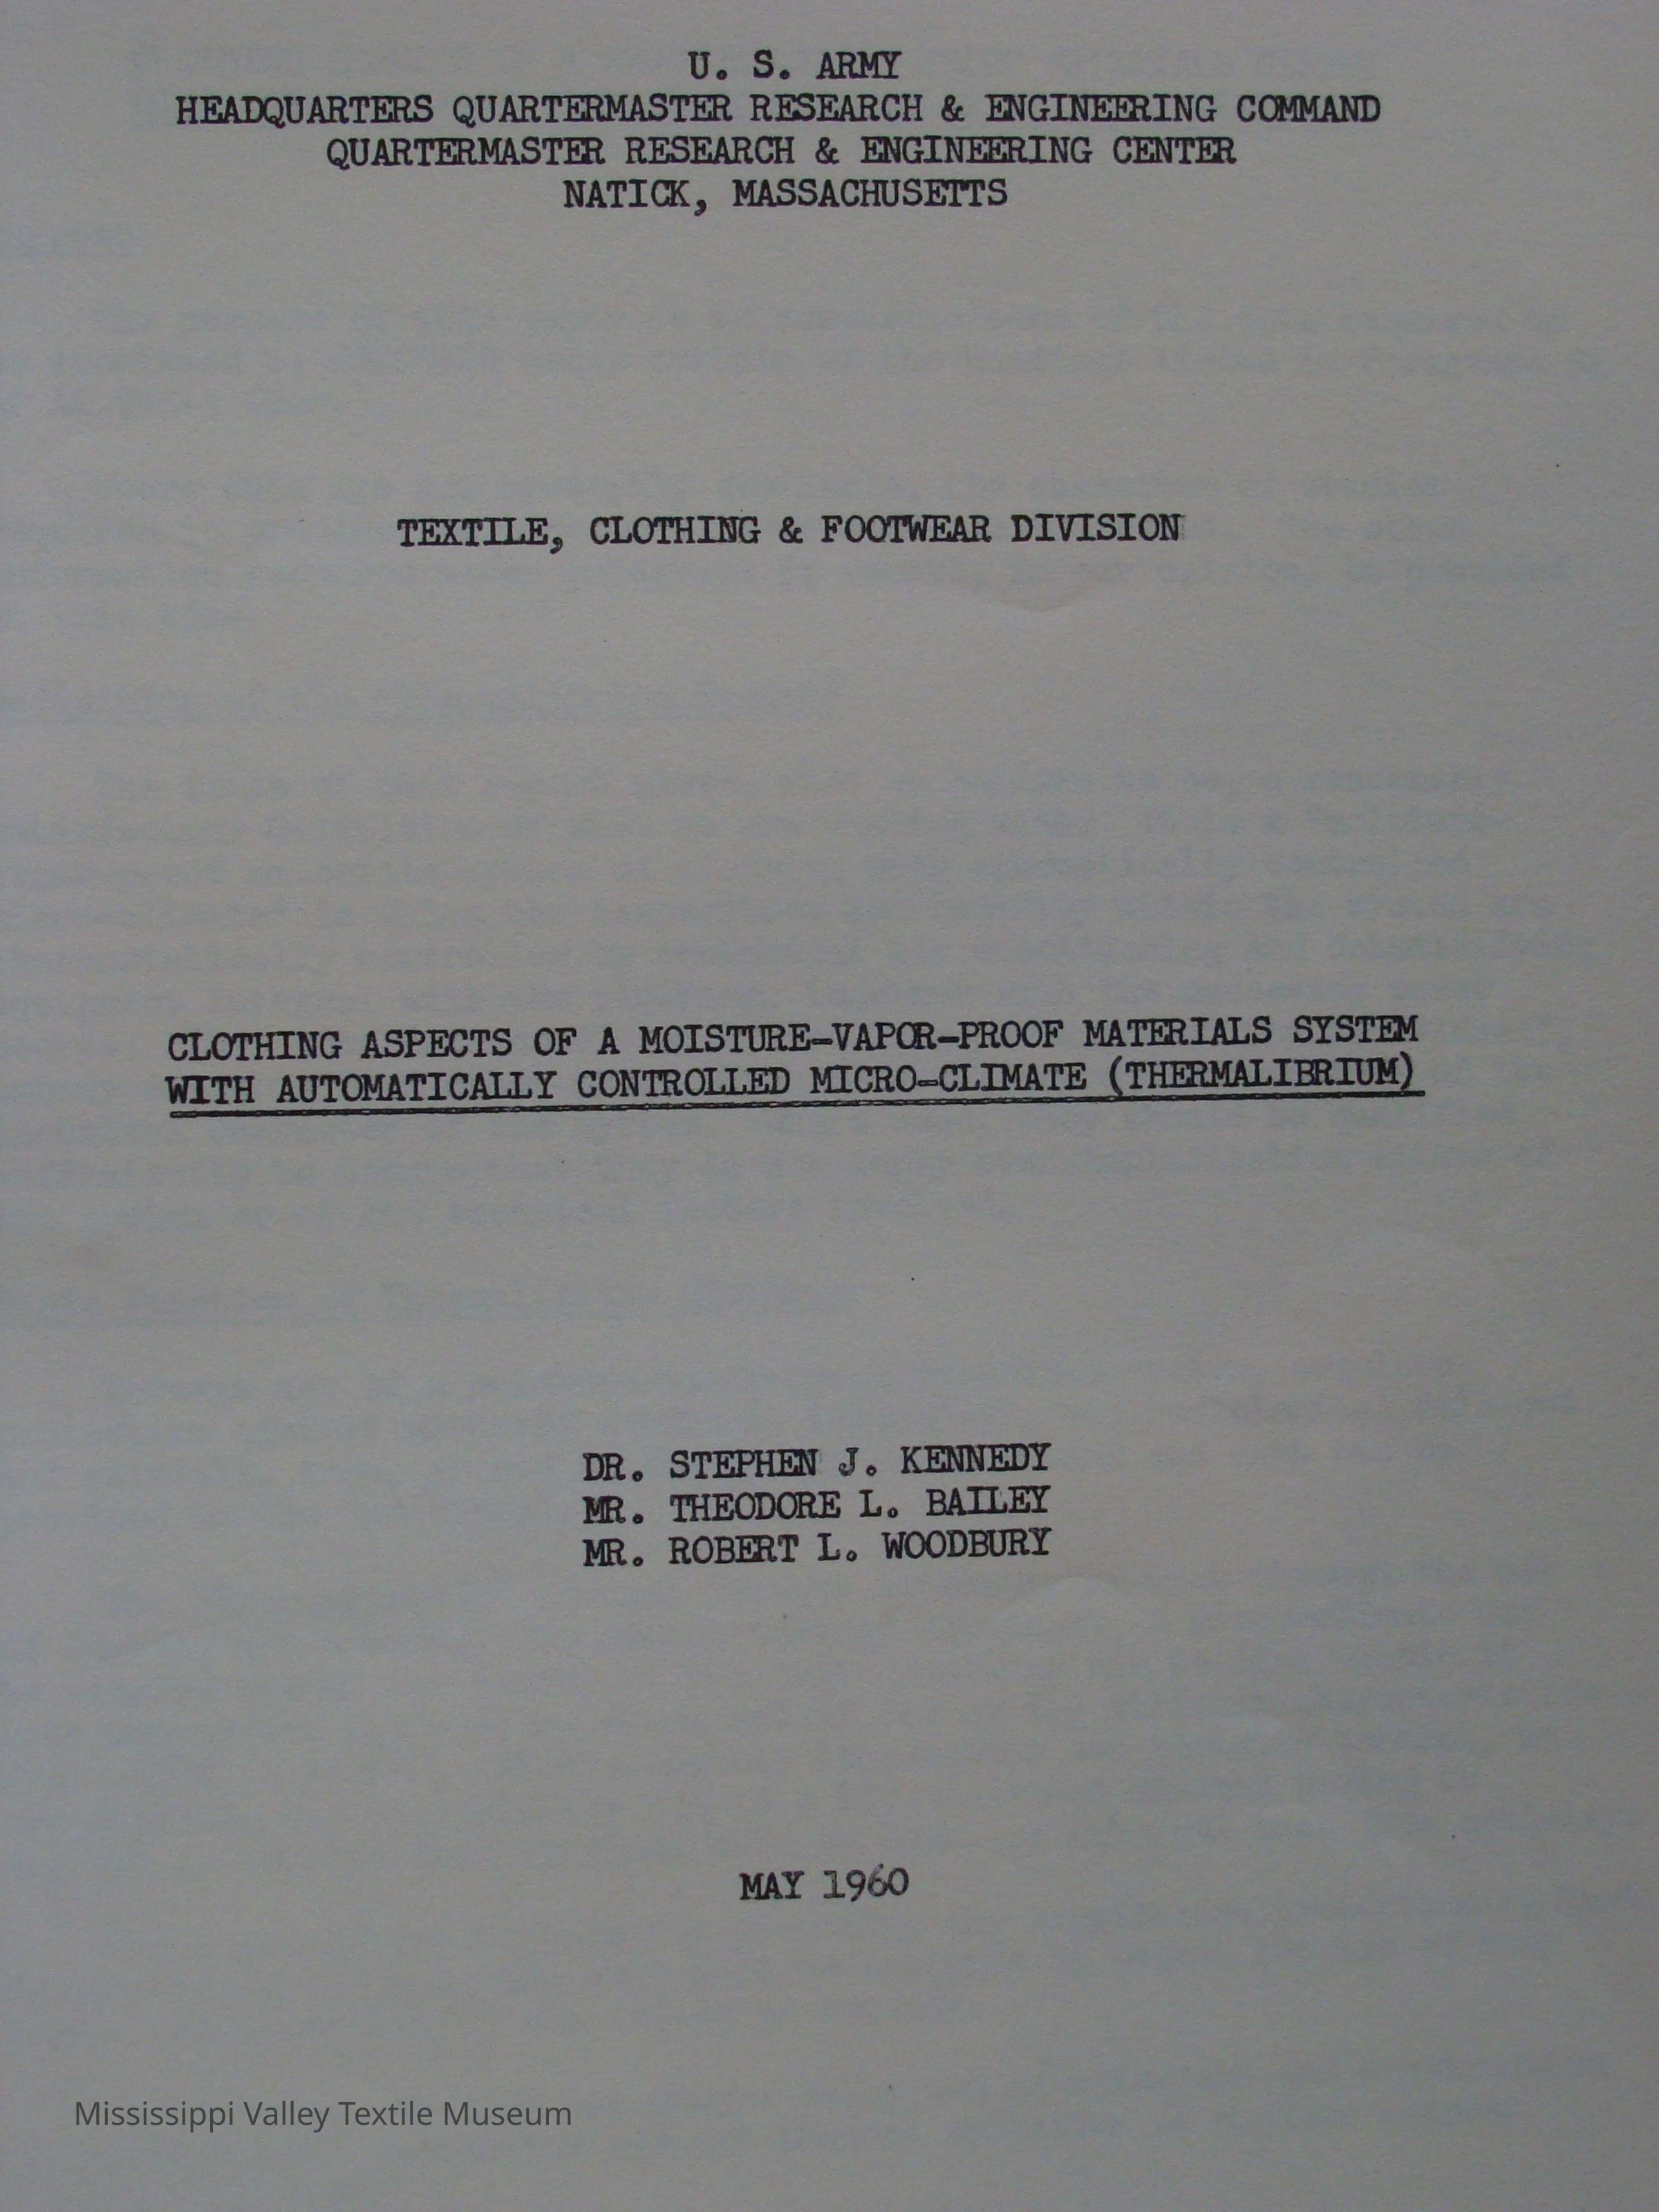 U. S. ARMY
HEADQUARTERS QUARTERMASTER RESEARCH & ENGINEERING COMMAND
QUARTERMASTER RESEARCH & ENGINEERING CENTER
NATICK, MASSACHUSETTS
TEXTILE, CLOTHING & FOOTWEAR DIVISION
CLOTHING ASPECTS OF A MOISTURE-VAPOR-PROOF MATERIALS SYSTEM
WITH AUTOMATICALLY CONTROLLED MICRO-CLIMATE (THERMALIBRIUM)
DR. STEPHEN J. KENNEDY
MR. THEODORE L. BAILEY
MR. ROBERT L. WOODBURY
MAY 1960
Mississippi Valley Textile Museum